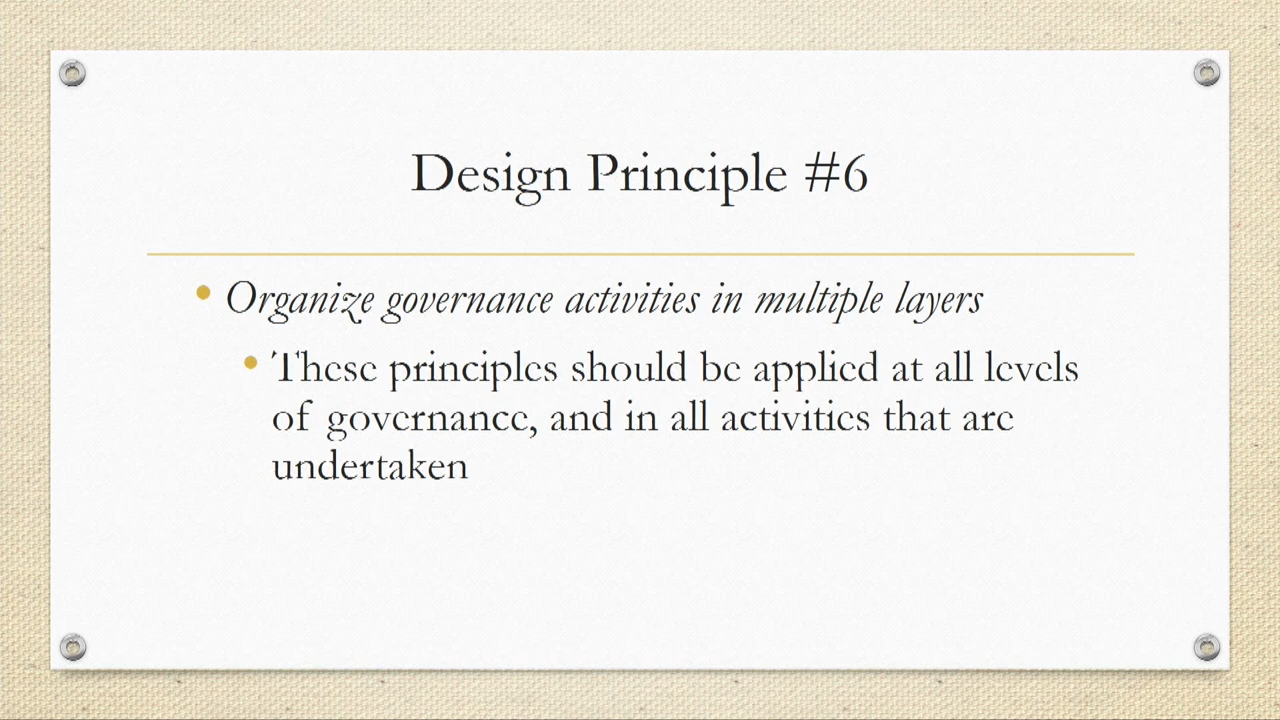 Design Principle #6
• Organize governance activities in multiple layers
• These principles should be applied at all levels
of governance, and in all activities that are
undertaken